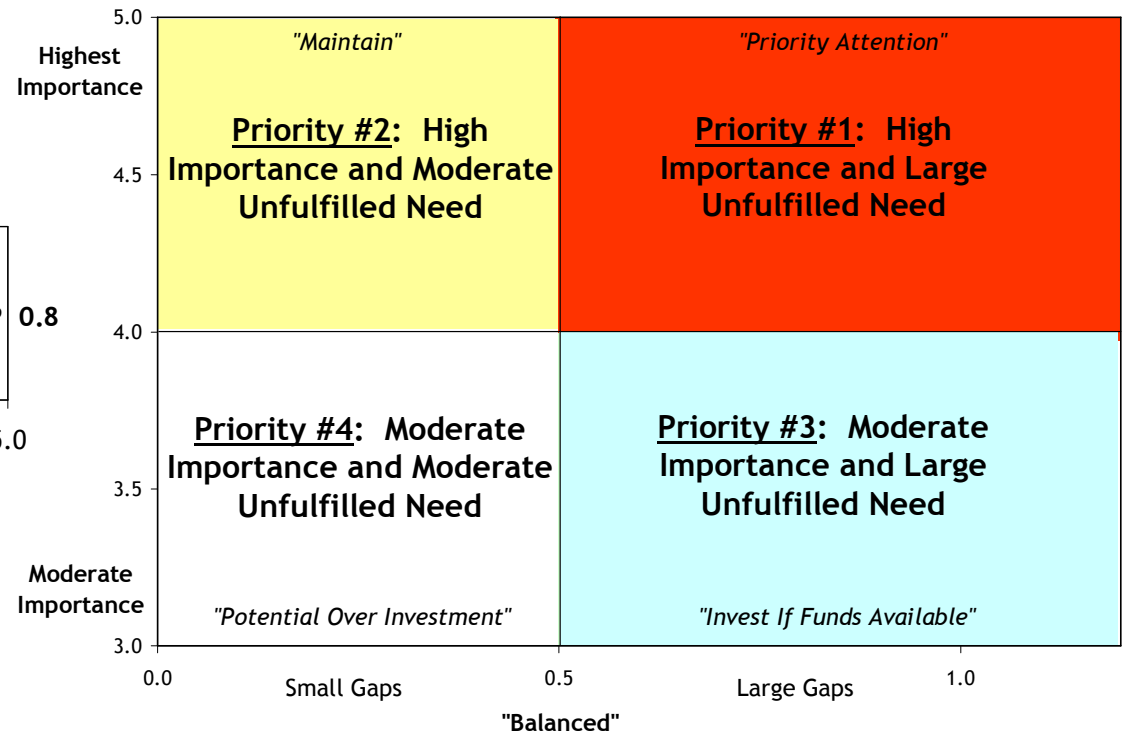 5.0
Highest
Importance
"Maintain"
"Priority Attention"
Priority #2: High
Importance and Moderate
Unfulfilled Need
Priority #1: High
Importance and Large
Unfulfilled Need
4.5
0.8
4.0
Priority #4: Moderate
Importance and Moderate
Unfulfilled Need
Priority #3: Moderate
Importance and Large
Unfulfilled Need
.0
3.5
Moderate
Importance
"Potential Over Investment"
"Invest If Funds Available"
3.0
0.0
Small Gaps
0.5
Large Gaps
1.0
"Balanced"